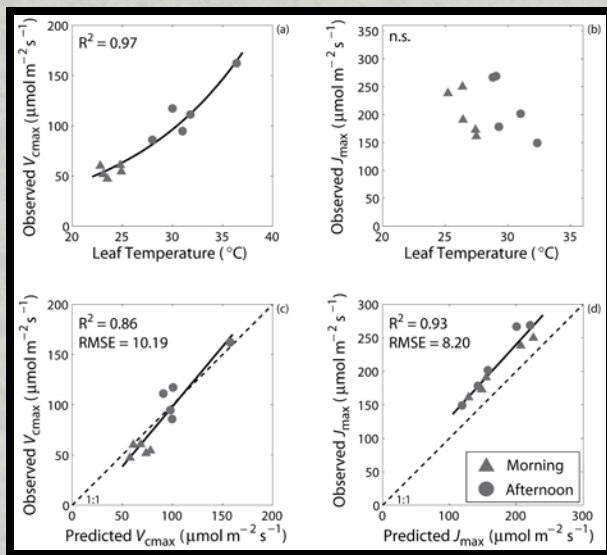 (a)
R² = 0.97
Observed Vcmax (μmol m⁻² s⁻¹)
200
150
100
50
0
20 25 30 35 40
Leaf Temperature (°C)
(b)
n.s.
Observed Jmax (μmol m⁻² s⁻¹)
350
300
250
200
150
100
50
0
20 25 30 35
Leaf Temperature (°C)
(c)
R² = 0.86
RMSE = 10.19
Observed Vcmax (μmol m⁻² s⁻¹)
200
150
100
50
0
1:1
0 50 100 150 200
Predicted Vcmax (μmol m⁻² s⁻¹)
(d)
R² = 0.93
RMSE = 8.20
Observed Jmax (μmol m⁻² s⁻¹)
300
250
200
150
100
50
0
Morning
Afternoon
1:1
0 100 200 300
Predicted Jmax (μmol m⁻² s⁻¹)